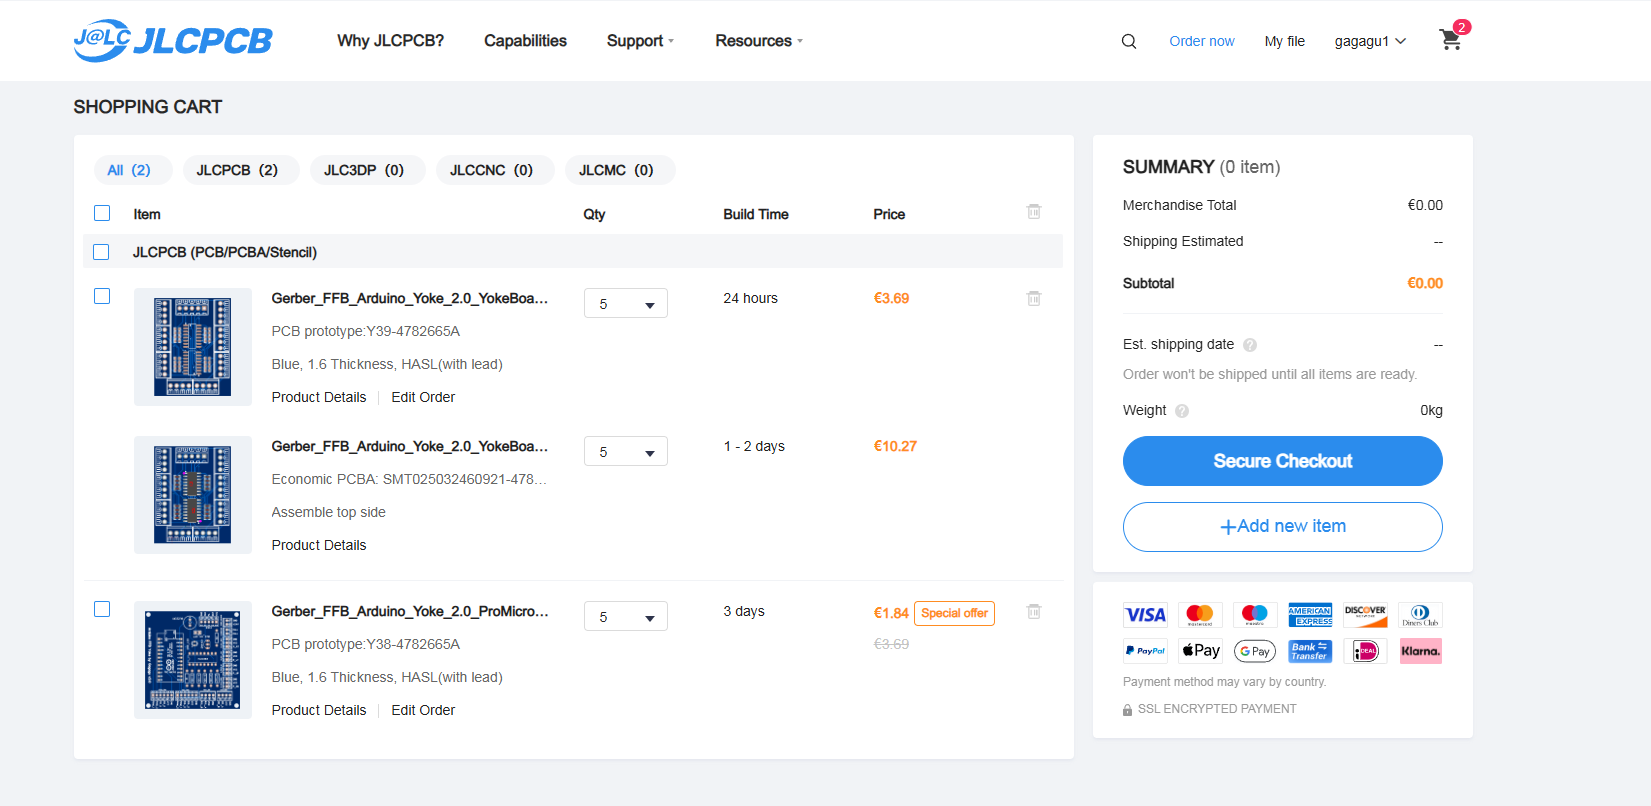 J@LC JLCPCB
Why JLCPCB?
Capabilities
Support
Resources
Order now
My file
gagagu1
2
SHOPPING CART
All (2)
JLCPCB (2)
JLC3DP (0)
JLCCNC (0)
JLCMC (0)
Item
Qty
Build Time
Price
JLCPCB (PCB/PCBA/Stencil)
Gerber_FFB_Arduino_Yoke_2.0_YokeBoa...
5
24 hours
€3.69
PCB prototype:Y39-4782665A
Blue, 1.6 Thickness, HASL(with lead)
Product Details
Edit Order
Gerber_FFB_Arduino_Yoke_2.0_YokeBoa...
5
1 - 2 days
€10.27
Economic PCBA: SMT025032460921-478...
Assemble top side
Product Details
Gerber_FFB_Arduino_Yoke_2.0_ProMicro...
5
3 days
€1.84
Special offer
€3.69
PCB prototype:Y38-4782665A
Blue, 1.6 Thickness, HASL(with lead)
Product Details
Edit Order
SUMMARY (0 item)
Merchandise Total
€0.00
Shipping Estimated
--
Subtotal
€0.00
Est. shipping date ?
--
Order won't be shipped until all items are ready.
Weight ?
0kg
Secure Checkout
+Add new item
VISA
mastercard
maestro
AMERICAN EXPRESS
DISCOVER
Diners Club
PayPal
Pay
G Pay
Bank Transfer
iDEAL
Klarna.
Payment method may vary by country.
SSL ENCRYPTED PAYMENT